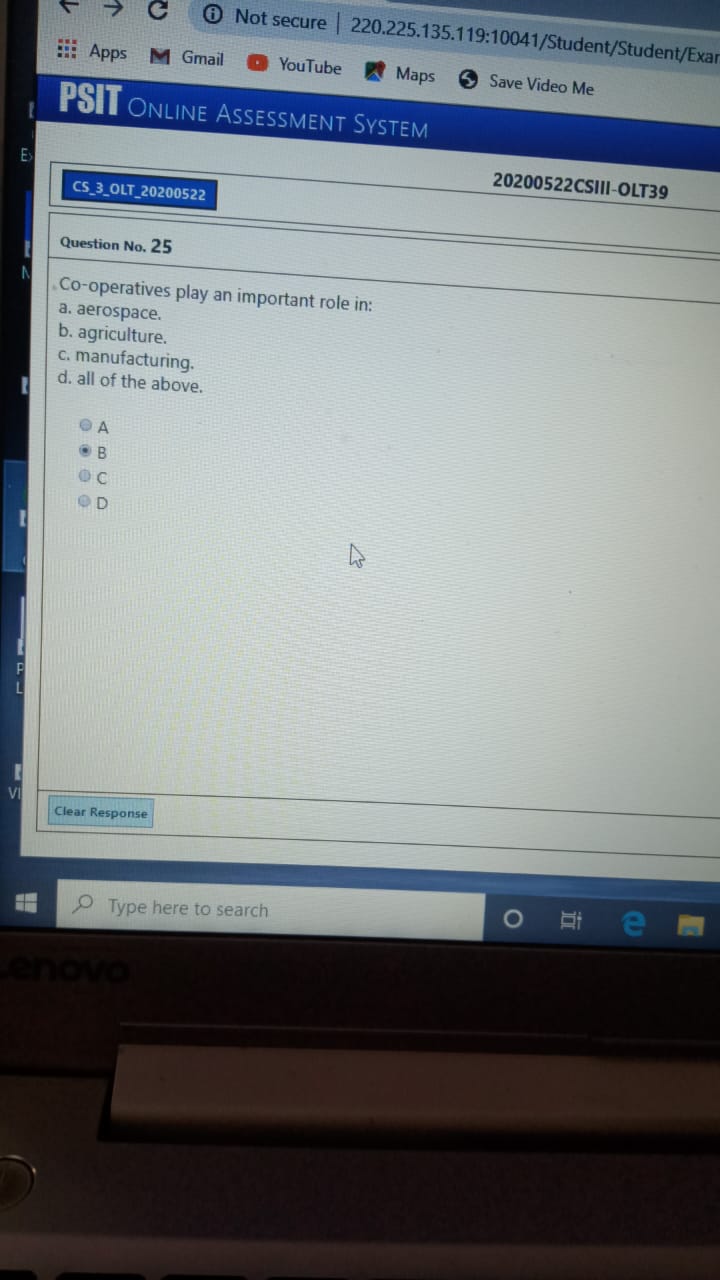 Not secure | 220.225.135.119:10041/Student/Student/Exar
Apps Gmail YouTube Maps Save Video Me
PSIT ONLINE ASSESSMENT SYSTEM
CS_3_OLT_20200522
20200522CSIII-OLT39
Question No. 25
Co-operatives play an important role in:
a. aerospace.
b. agriculture.
c. manufacturing.
d. all of the above.
A
B
C
D
Clear Response
Type here to search
Lenovo